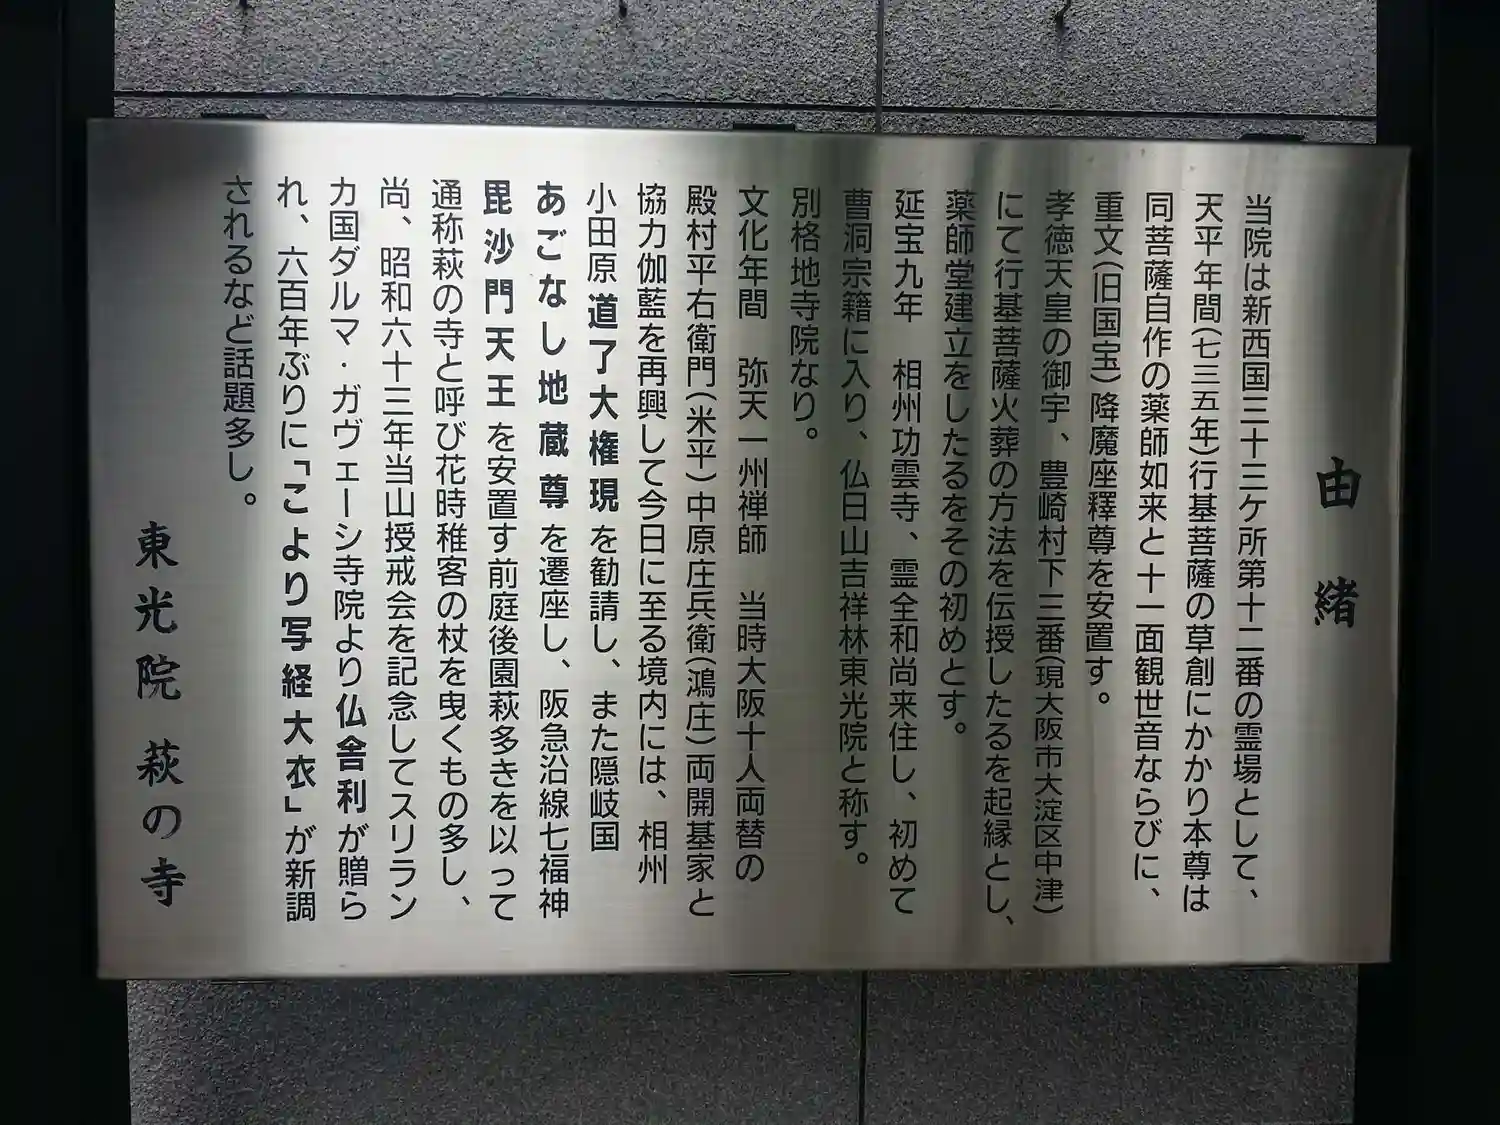 由緒
当院は新西国三十三ケ所第十二番の霊場として、
天平年間(七三五年)行基菩薩の草創にかかり本尊は
同菩薩自作の薬師如来と十一面観世音ならびに、
重文(旧国宝)降魔座釋尊を安置す。
孝徳天皇の御宇、豊崎村下三番(現大阪市大淀区中津)
にて行基菩薩火葬の方法を伝授したるを起縁とし、
薬師堂建立をしたるをその初めとす。
延宝九年 相州功雲寺、霊全和尚来住し、初めて
曹洞宗籍に入り、仏日山吉祥林東光院と称す。
別格地寺院なり。
文化年間 弥天一州禅師 当時大阪十人両替の
殿村平右衛門(米平)中原庄兵衛(鴻庄)両開基家と
協力伽藍を再興して今日に至る境内には、相州
小田原道了大権現を勧請し、また隠岐国
あごなし地蔵尊を遷座し、阪急沿線七福神
毘沙門天王を安置す前庭後園萩多きを以って
通称萩の寺と呼び花時稚客の杖を曳くもの多し、
尚、昭和六十三年当山授戒会を記念してスリラン
カ国ダルマ・ガヴェーシ寺院より仏舎利が贈ら
れ、六百年ぶりに「こより写経大衣」が新調
されるなど話題多し。
東光院 萩の寺